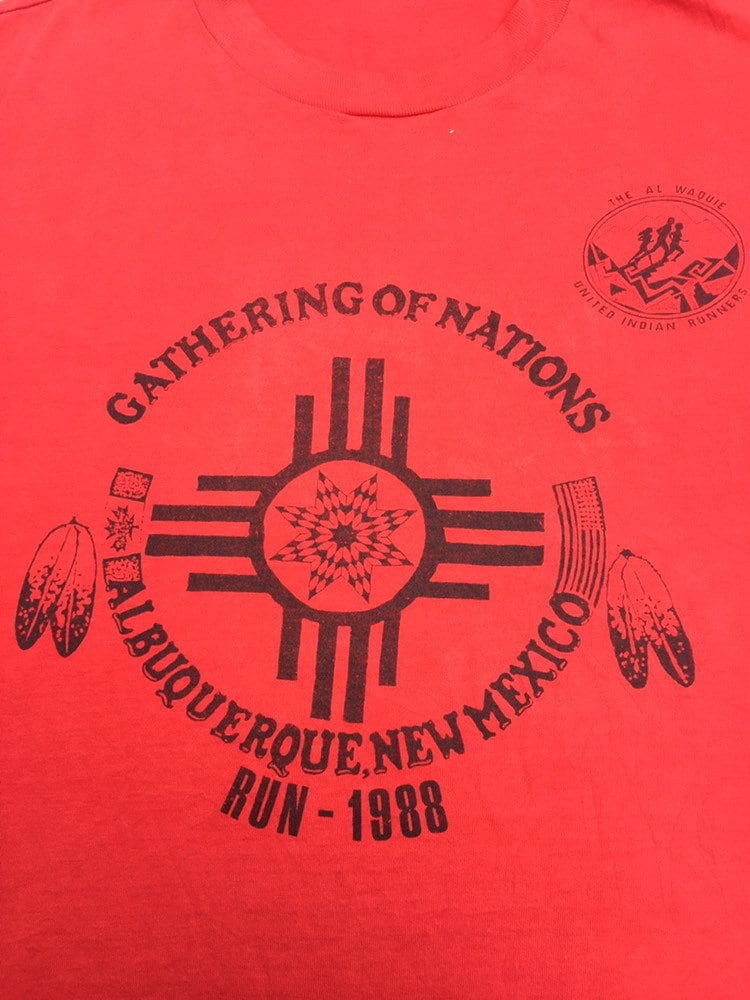 THE AL WAQUIE
UNITED INDIAN RUNNERS
GATHERING OF NATIONS
ALBUQUERQUE, NEW MEXICO
RUN - 1988